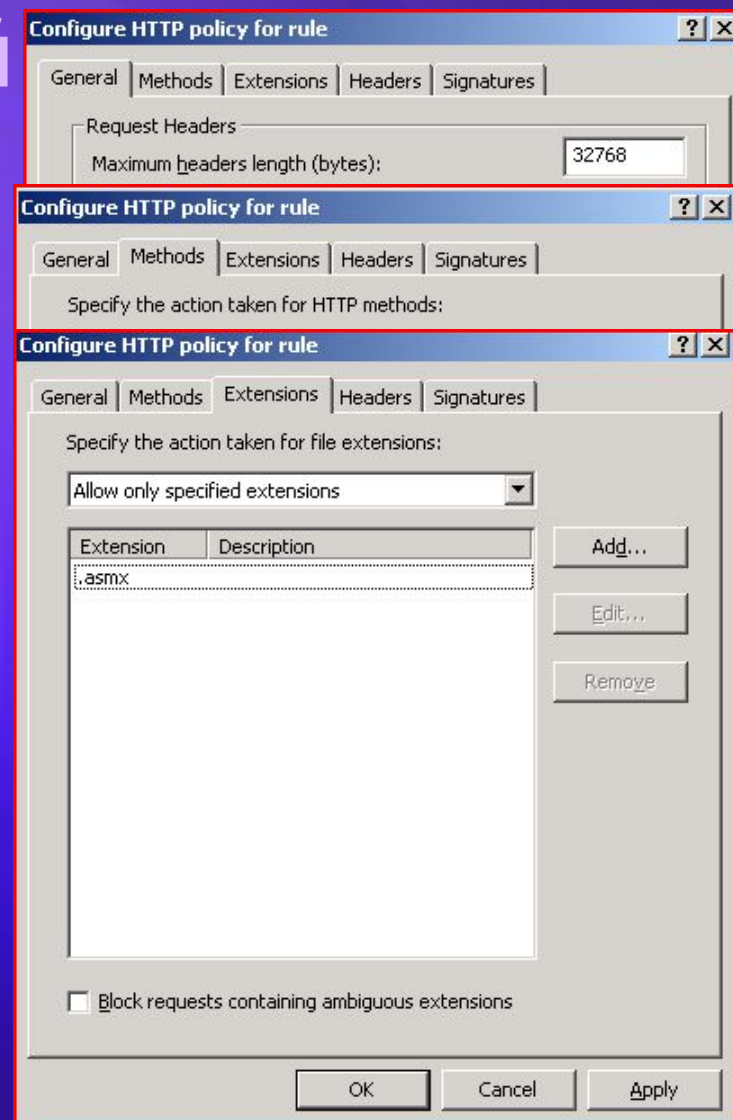 Configure HTTP policy for rule
General Methods Extensions Headers Signatures
Request Headers
Maximum headers length (bytes): 32768
Configure HTTP policy for rule
General Methods Extensions Headers Signatures
Specify the action taken for HTTP methods:
Configure HTTP policy for rule
General Methods Extensions Headers Signatures
Specify the action taken for file extensions:
Allow only specified extensions
Extension Description Add...
.asmx
Edit...
Remove
Block requests containing ambiguous extensions
OK Cancel Apply